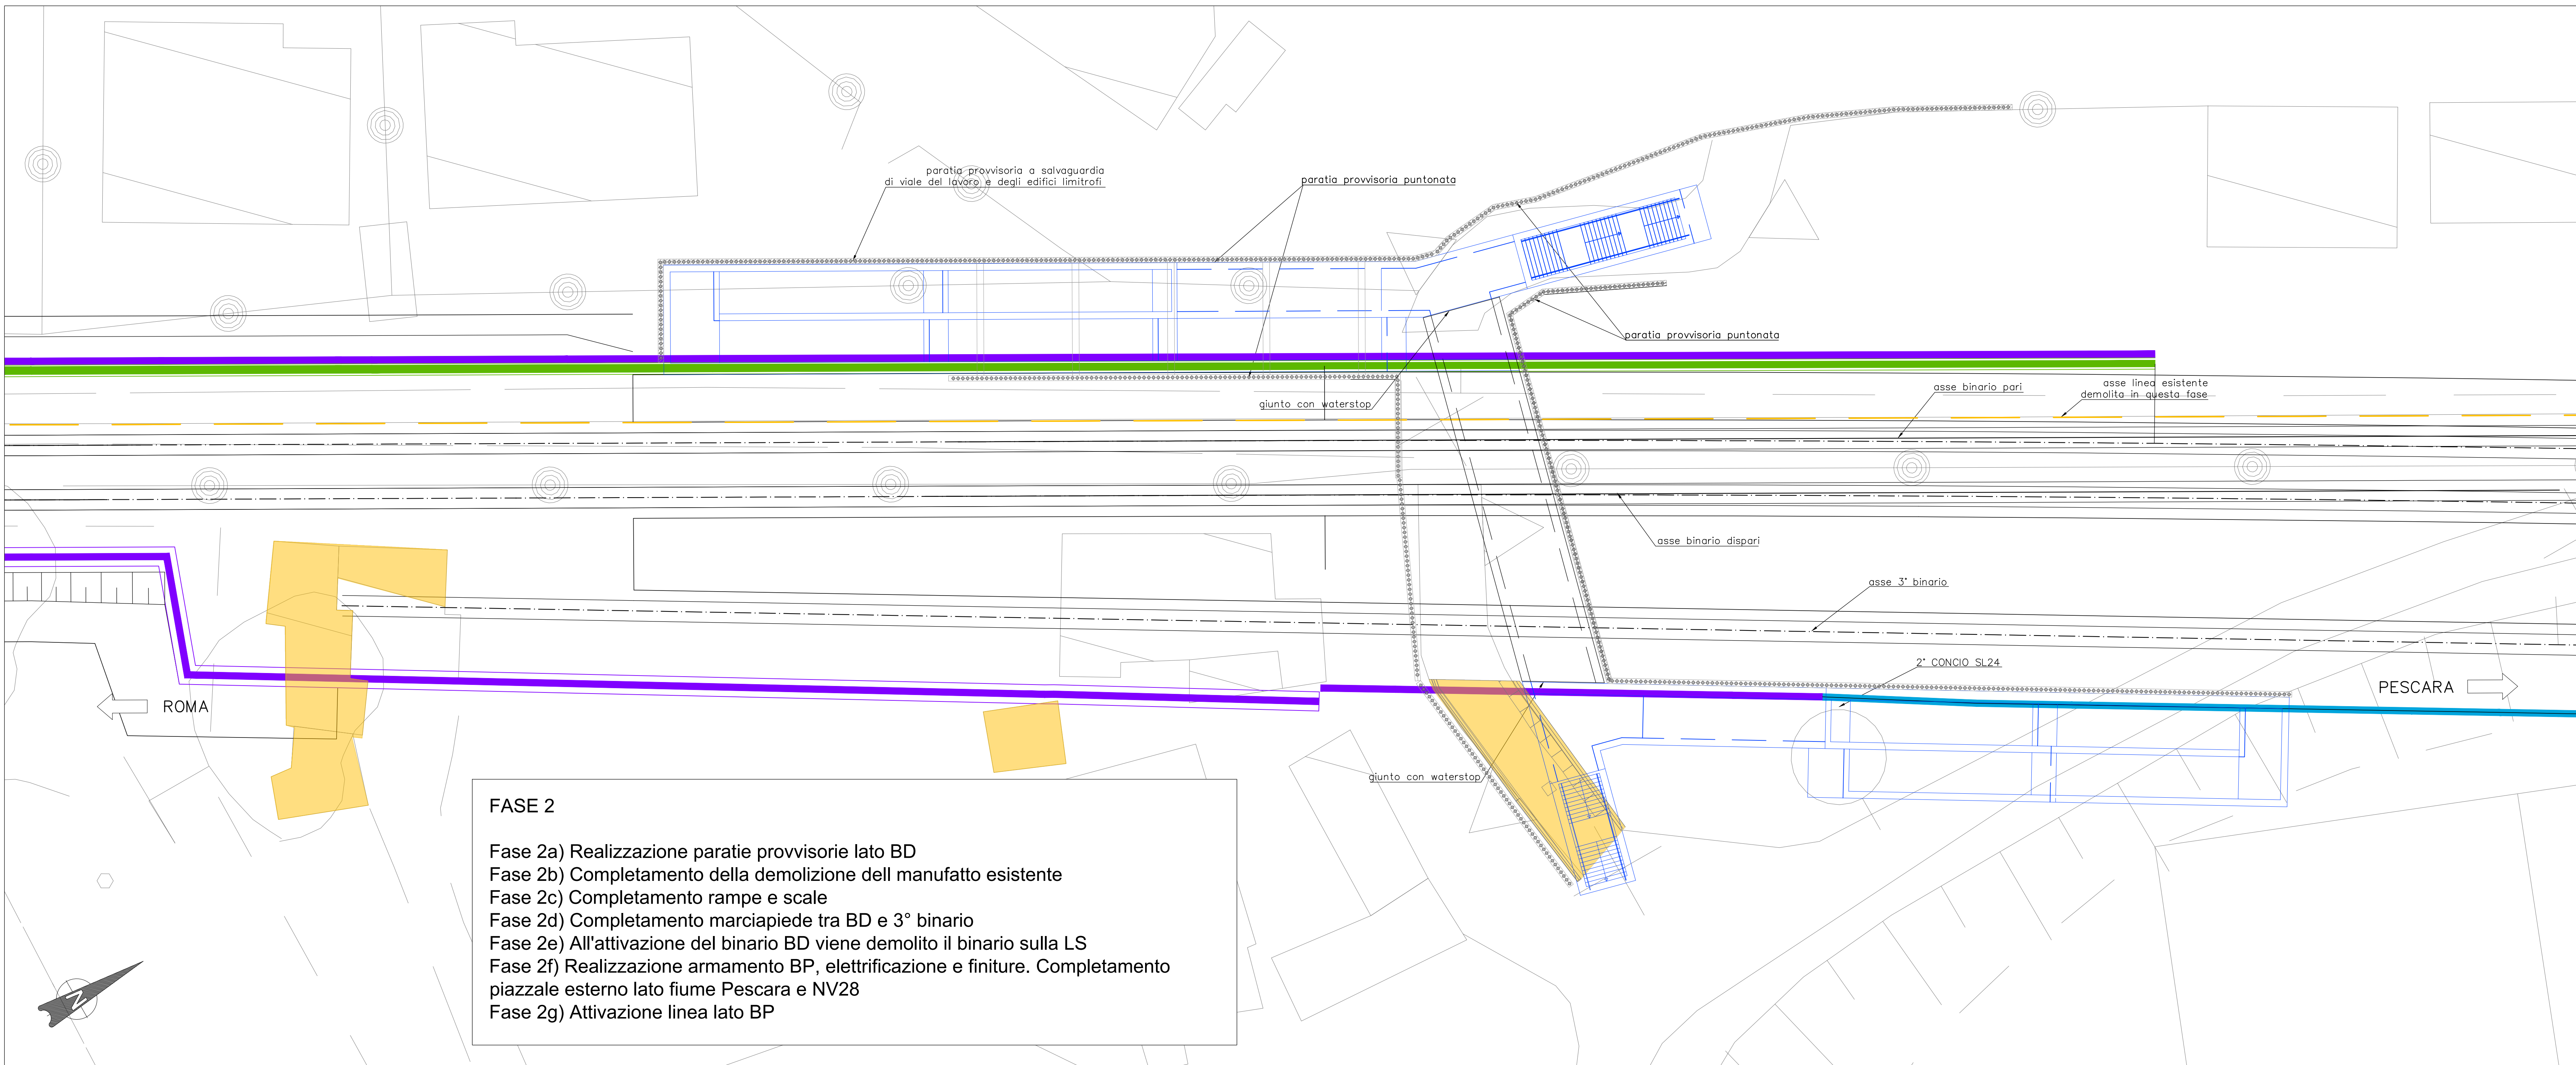 paratia provvisoria a salvaguardia
di viale del lavoro e degli edifici limitrofi
paratia provvisoria puntonata
paratia provvisoria puntonata
giunto con waterstop
asse binario pari
asse linea esistente
demolita in questa fase
asse binario dispari
asse 3° binario
2° CONCIO SL24
ROMA
PESCARA
giunto con waterstop
FASE 2
Fase 2a) Realizzazione paratie provvisorie lato BD
Fase 2b) Completamento della demolizione dell manufatto esistente
Fase 2c) Completamento rampe e scale
Fase 2d) Completamento marciapiede tra BD e 3° binario
Fase 2e) All'attivazione del binario BD viene demolito il binario sulla LS
Fase 2f) Realizzazione armamento BP, elettrificazione e finiture. Completamento
piazzale esterno lato fiume Pescara e NV28
Fase 2g) Attivazione linea lato BP
N